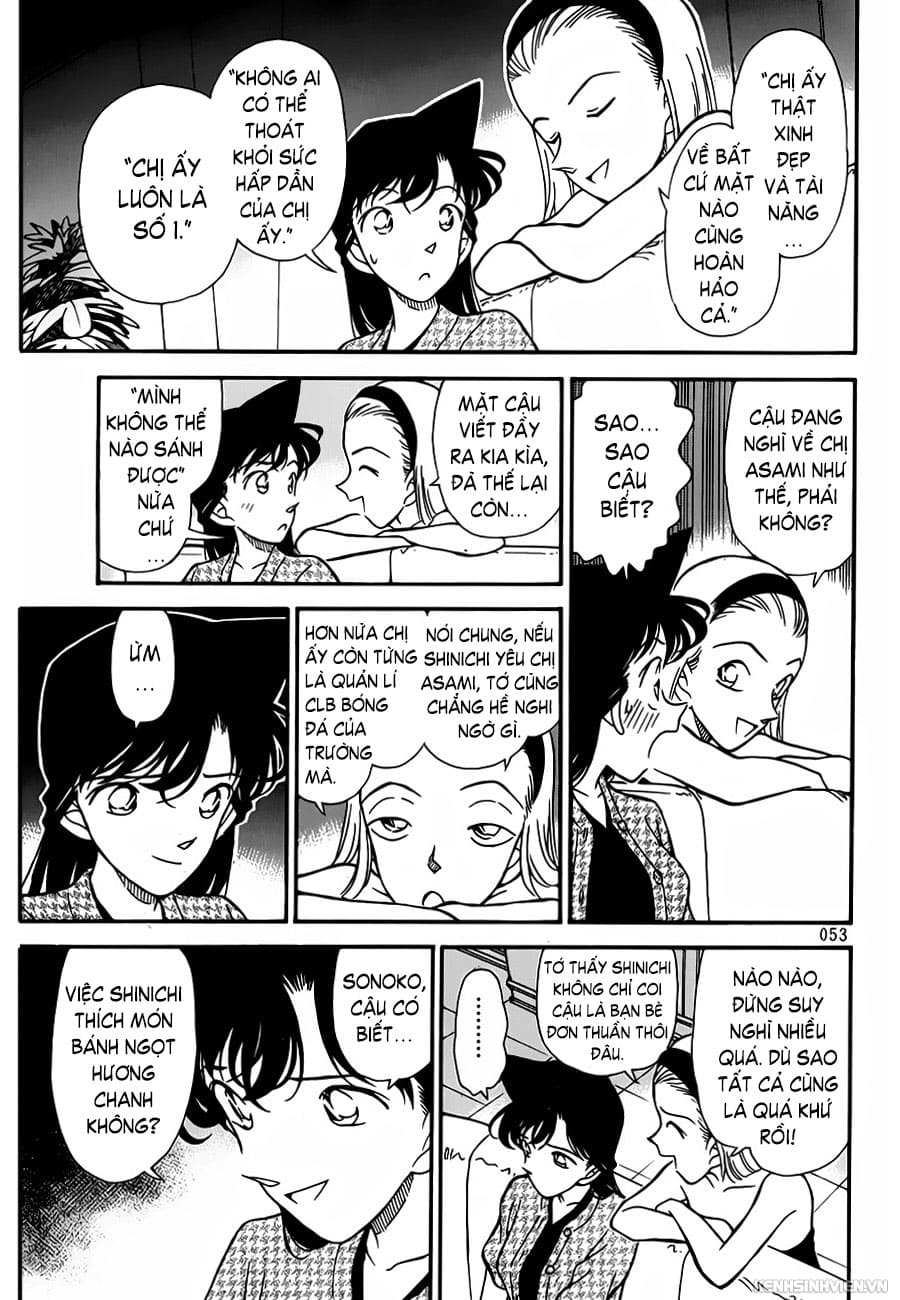 "CHỊ ẤY
THẬT
XINH
ĐẸP
VÀ TÀI
NĂNG
...
VỀ BẤT
CỨ MẶT
NÀO
CŨNG
HOÀN
HẢO
CẢ."
"KHÔNG AI
CÓ THỂ
THOÁT
KHỎI SỨC
HẤP DẪN
CỦA CHỊ
ẤY."
"CHỊ ẤY
LUÔN LÀ
SỐ 1."
CẬU ĐANG
NGHĨ VỀ CHỊ
ASAMI NHƯ
THẾ, PHẢI
KHÔNG?
SAO...
SAO
CẬU
BIẾT?
MẶT CẬU
VIẾT ĐẦY
RA KIA KÌA,
ĐÃ THẾ LẠI
CÒN...
"MÌNH
KHÔNG THỂ
NÀO SÁNH
ĐƯỢC"
NỮA
CHỨ
...
NÓI CHUNG, NẾU
SHINICHI YÊU CHỊ
ASAMI, TỚ CŨNG
CHẲNG HỀ NGHI
NGỜ GÌ.
HƠN NỮA CHỊ
ẤY CÒN TỪNG
LÀ QUẢN LÍ
CLB BÓNG
ĐÁ CỦA
TRƯỜNG
MÀ.
ỪM
...
053
NÀO NÀO,
ĐỪNG SUY
NGHĨ NHIỀU
QUÁ. DÙ SAO
TẤT CẢ CŨNG
LÀ QUÁ KHỨ
RỒI!
TỚ THẤY SHINICHI
KHÔNG CHỈ COI
CẬU LÀ BẠN BÈ
ĐƠN THUẦN THÔI
ĐÂU.
........
SONOKO,
CẬU CÓ
BIẾT...
VIỆC SHINICHI
THÍCH MÓN
BÁNH NGỌT
HƯƠNG
CHANH
KHÔNG?
KENHSINHVIEN.VN